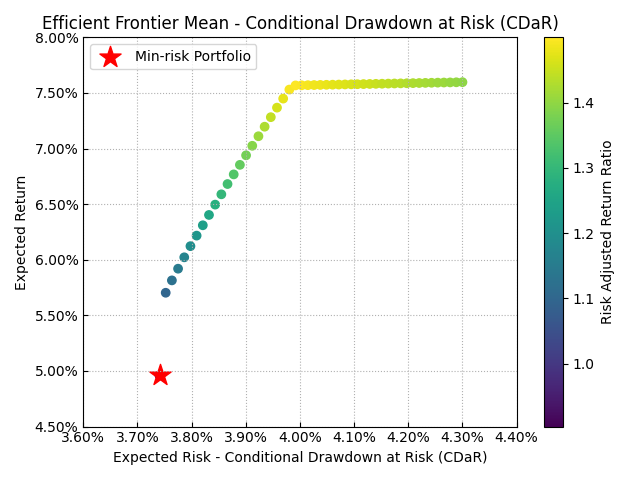 Efficient Frontier Mean - Conditional Drawdown at Risk (CDaR)
Min-risk Portfolio
8.00%
7.50%
7.00%
6.50%
6.00%
5.50%
5.00%
4.50%
Expected Return
3.60% 3.70% 3.80% 3.90% 4.00% 4.10% 4.20% 4.30% 4.40%
Expected Risk - Conditional Drawdown at Risk (CDaR)
1.4
1.3
1.2
1.1
1.0
Risk Adjusted Return Ratio